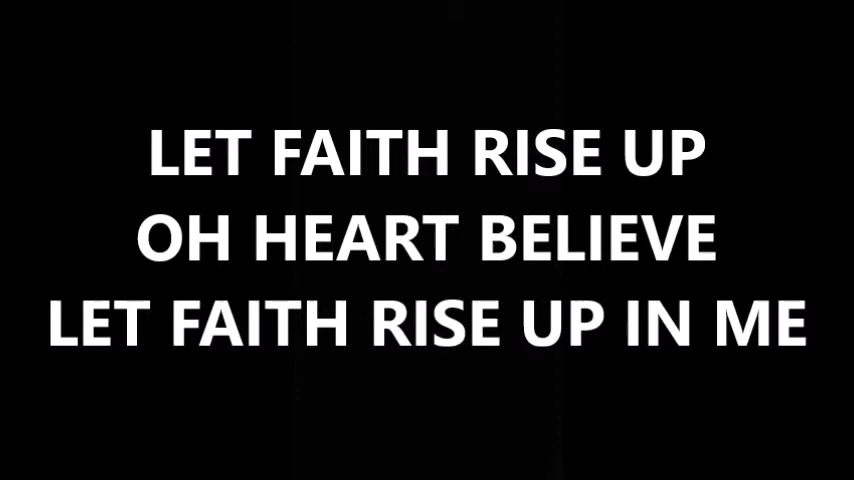 LET FAITH RISE UP
OH HEART BELIEVE
LET FAITH RISE UP IN ME